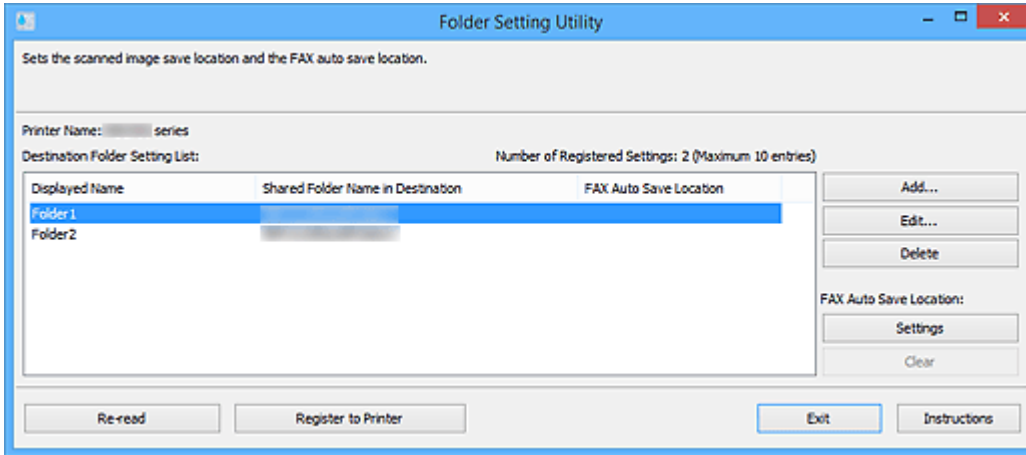 Folder Setting Utility
Sets the scanned image save location and the FAX auto save location.
Printer Name: series
Destination Folder Setting List: Number of Registered Settings: 2 (Maximum 10 entries)
Displayed Name Shared Folder Name in Destination FAX Auto Save Location
Folder1
Folder2
Add...
Edit...
Delete
FAX Auto Save Location:
Settings
Clear
Re-read Register to Printer Exit Instructions